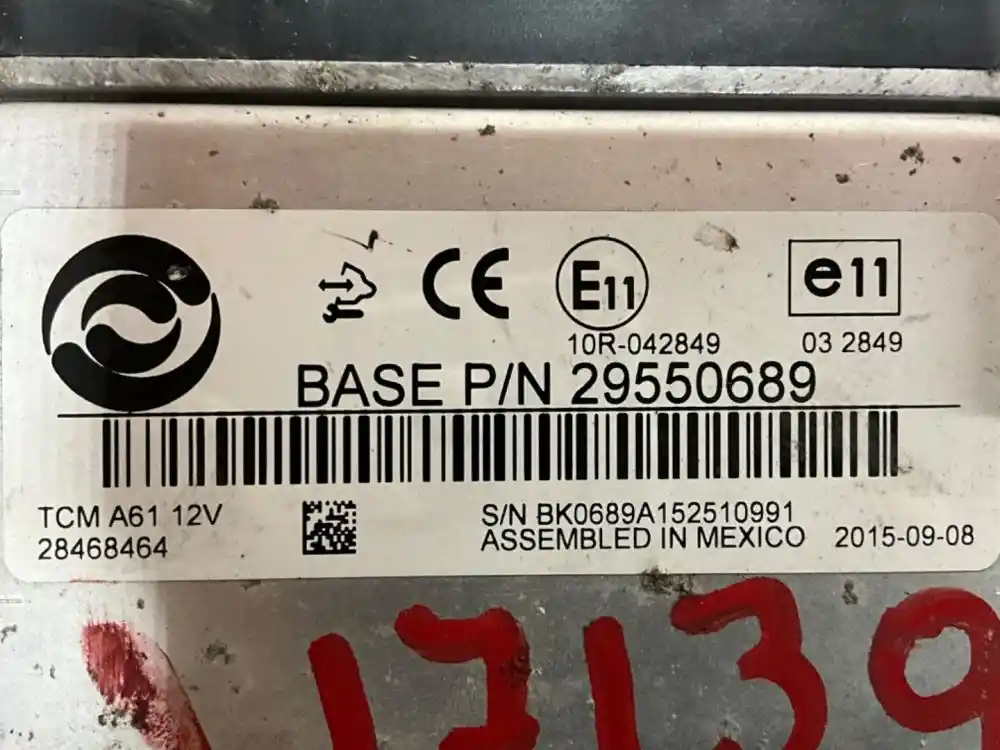 CE E11 e11
10R-042849 03 2849
BASE P/N 29550689
TCM A61 12V
28468464
S/N BK0689A152510991
ASSEMBLED IN MEXICO 2015-09-08
17139